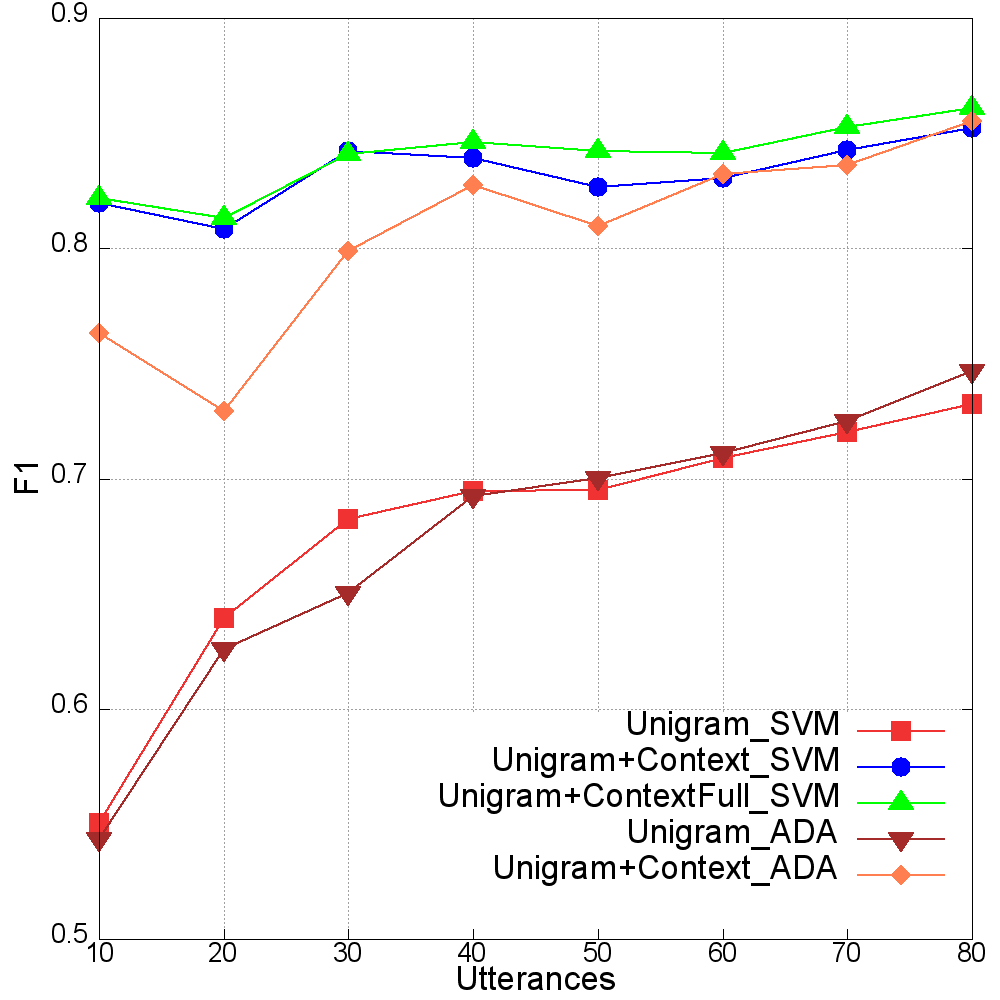 0.9
0.8
0.7
0.6
0.5
F1
Unigram_SVM
Unigram+Context_SVM
Unigram+ContextFull_SVM
Unigram_ADA
Unigram+Context_ADA
10 20 30 40 50 60 70 80
Utterances